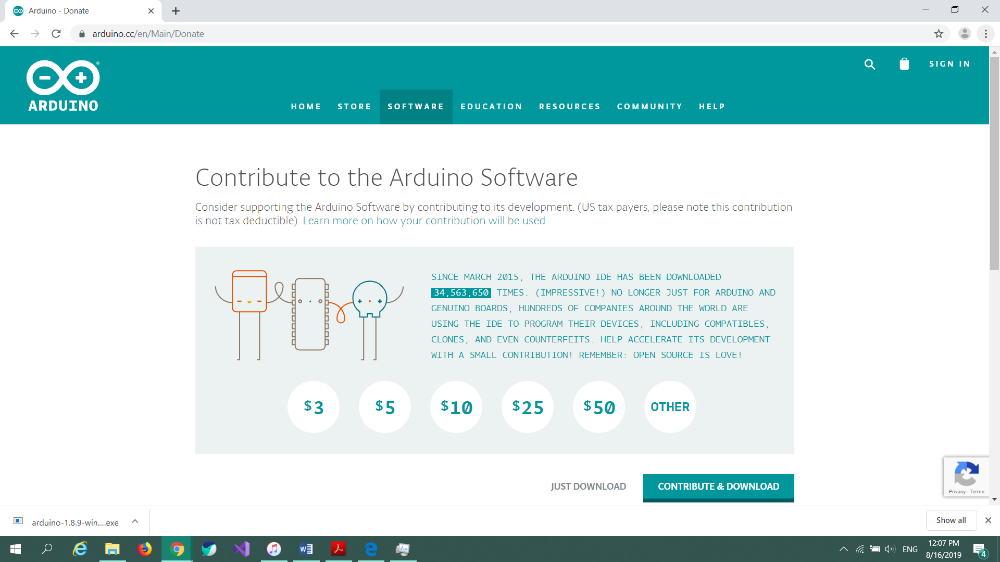 Arduino - Donate
arduino.cc/en/Main/Donate
SIGN IN
ARDUINO
HOME STORE SOFTWARE EDUCATION RESOURCES COMMUNITY HELP
Contribute to the Arduino Software
Consider supporting the Arduino Software by contributing to its development. (US tax payers, please note this contribution
is not tax deductible). Learn more on how your contribution will be used.
SINCE MARCH 2015, THE ARDUINO IDE HAS BEEN DOWNLOADED
34,563,650 TIMES. (IMPRESSIVE!) NO LONGER JUST FOR ARDUINO AND
GENUINO BOARDS, HUNDREDS OF COMPANIES AROUND THE WORLD ARE
USING THE IDE TO PROGRAM THEIR DEVICES, INCLUDING COMPATIBLES,
CLONES, AND EVEN COUNTERFEITS. HELP ACCELERATE ITS DEVELOPMENT
WITH A SMALL CONTRIBUTION! REMEMBER: OPEN SOURCE IS LOVE!
$3 $5 $10 $25 $50 OTHER
JUST DOWNLOAD CONTRIBUTE & DOWNLOAD
Privacy - Terms
arduino-1.8.9-win....exe
Show all
ENG
12:07 PM
8/16/2019
4